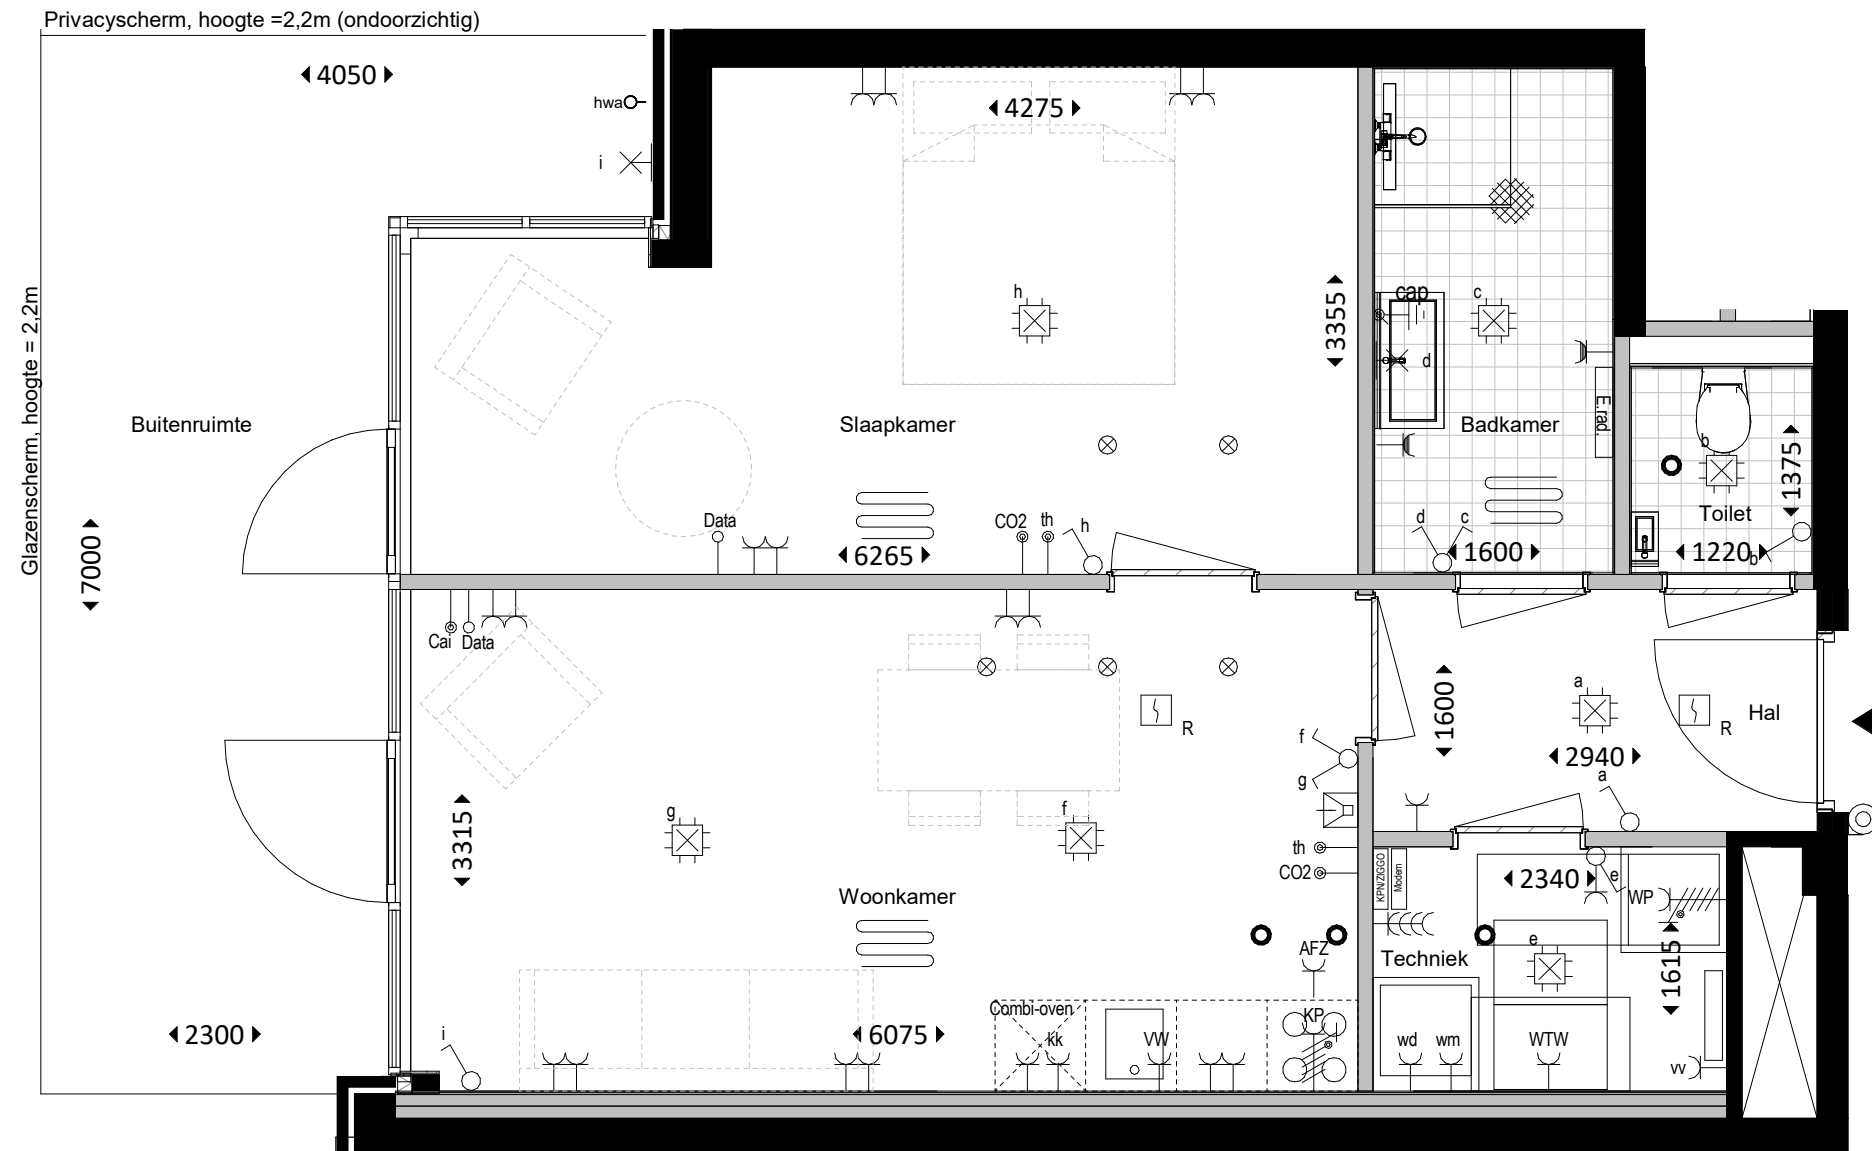 Privacyscherm, hoogte =2,2m (ondoorzichtig)
4050
hwa
i
4275
h
3355
cap
c
d
Glazenscherm, hoogte = 2,2m
Buitenruimte
Slaapkamer
Badkamer
E.rad.
b
1375
Toilet
7000
Data
CO2
th
h
6265
d
c
1600
1220
b
Cai
Data
R
f
g
1600
a
R
Hal
2940
a
g
f
3315
th
CO2
KPN/ZIGGO
Modem
2340
e
WP
Woonkamer
AFZ
Techniek
e
1615
2300
i
6075
Combi-oven
kk
VW
KP
wd
wm
WTW
vv